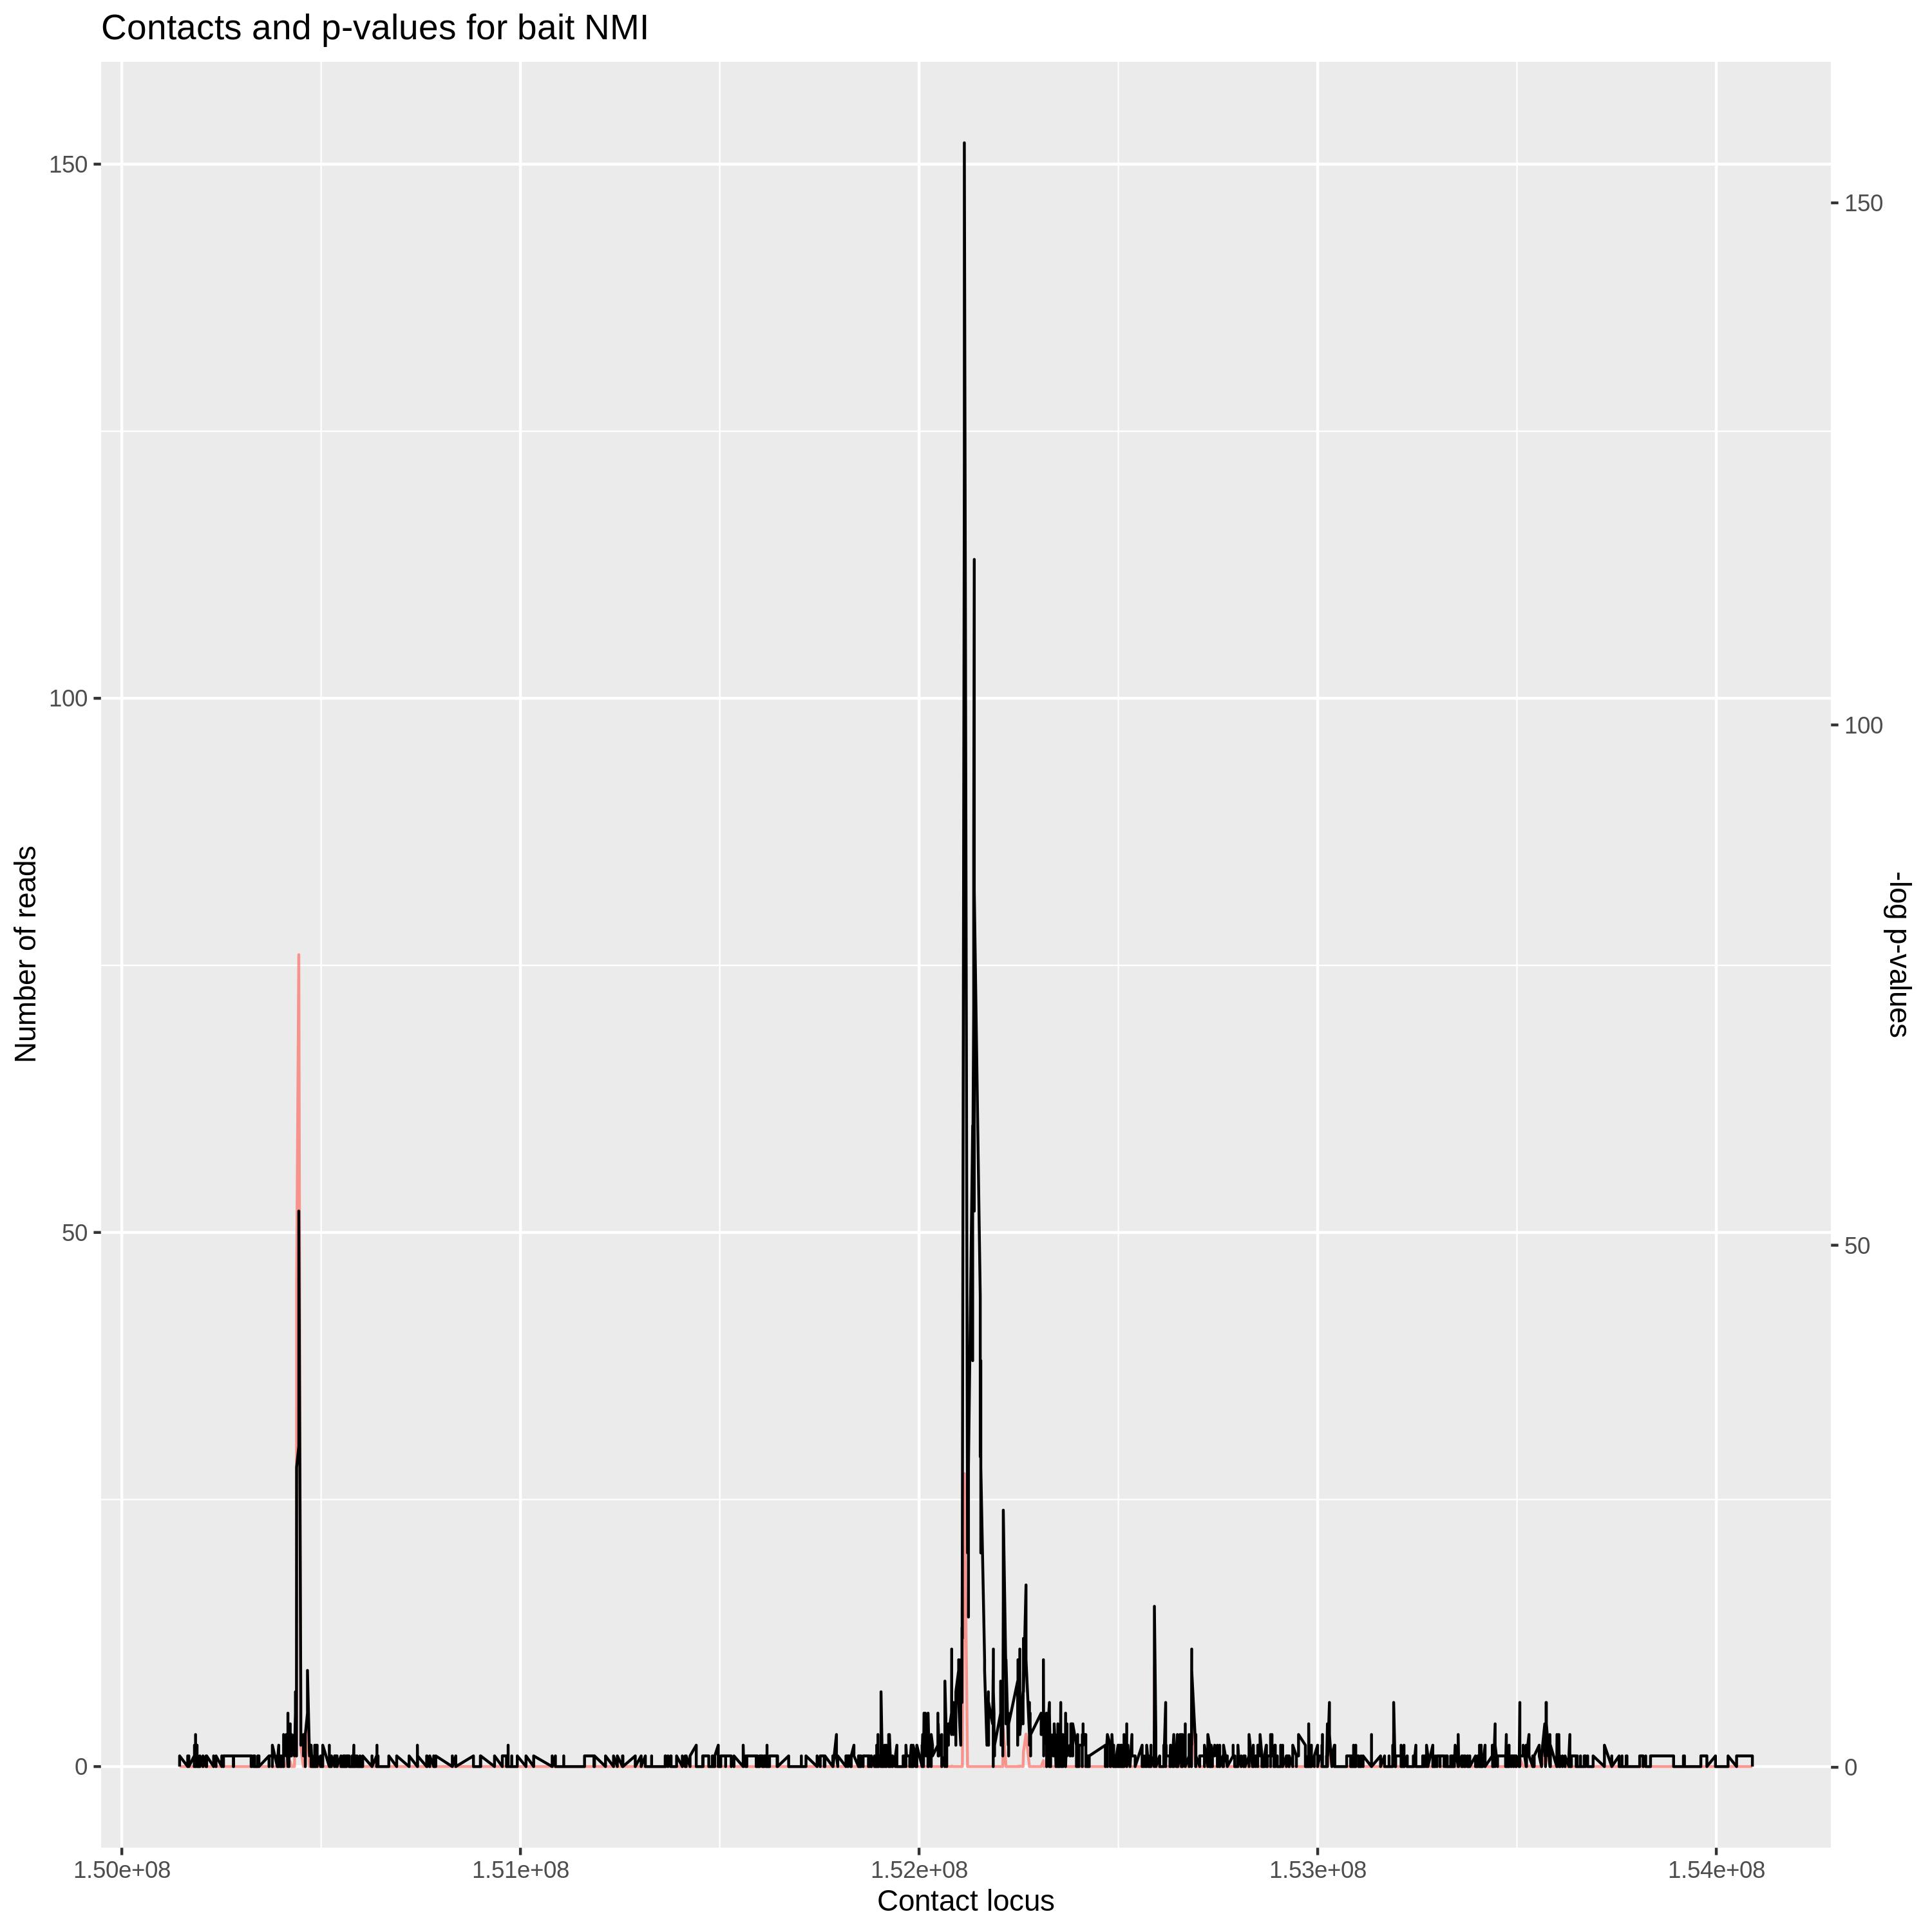 Contacts and p-values for bait NMI
150
100
50
0
Number of reads
150
100
50
0
-log p-values
1.50e+08 1.51e+08 1.52e+08 1.53e+08 1.54e+08
Contact locus